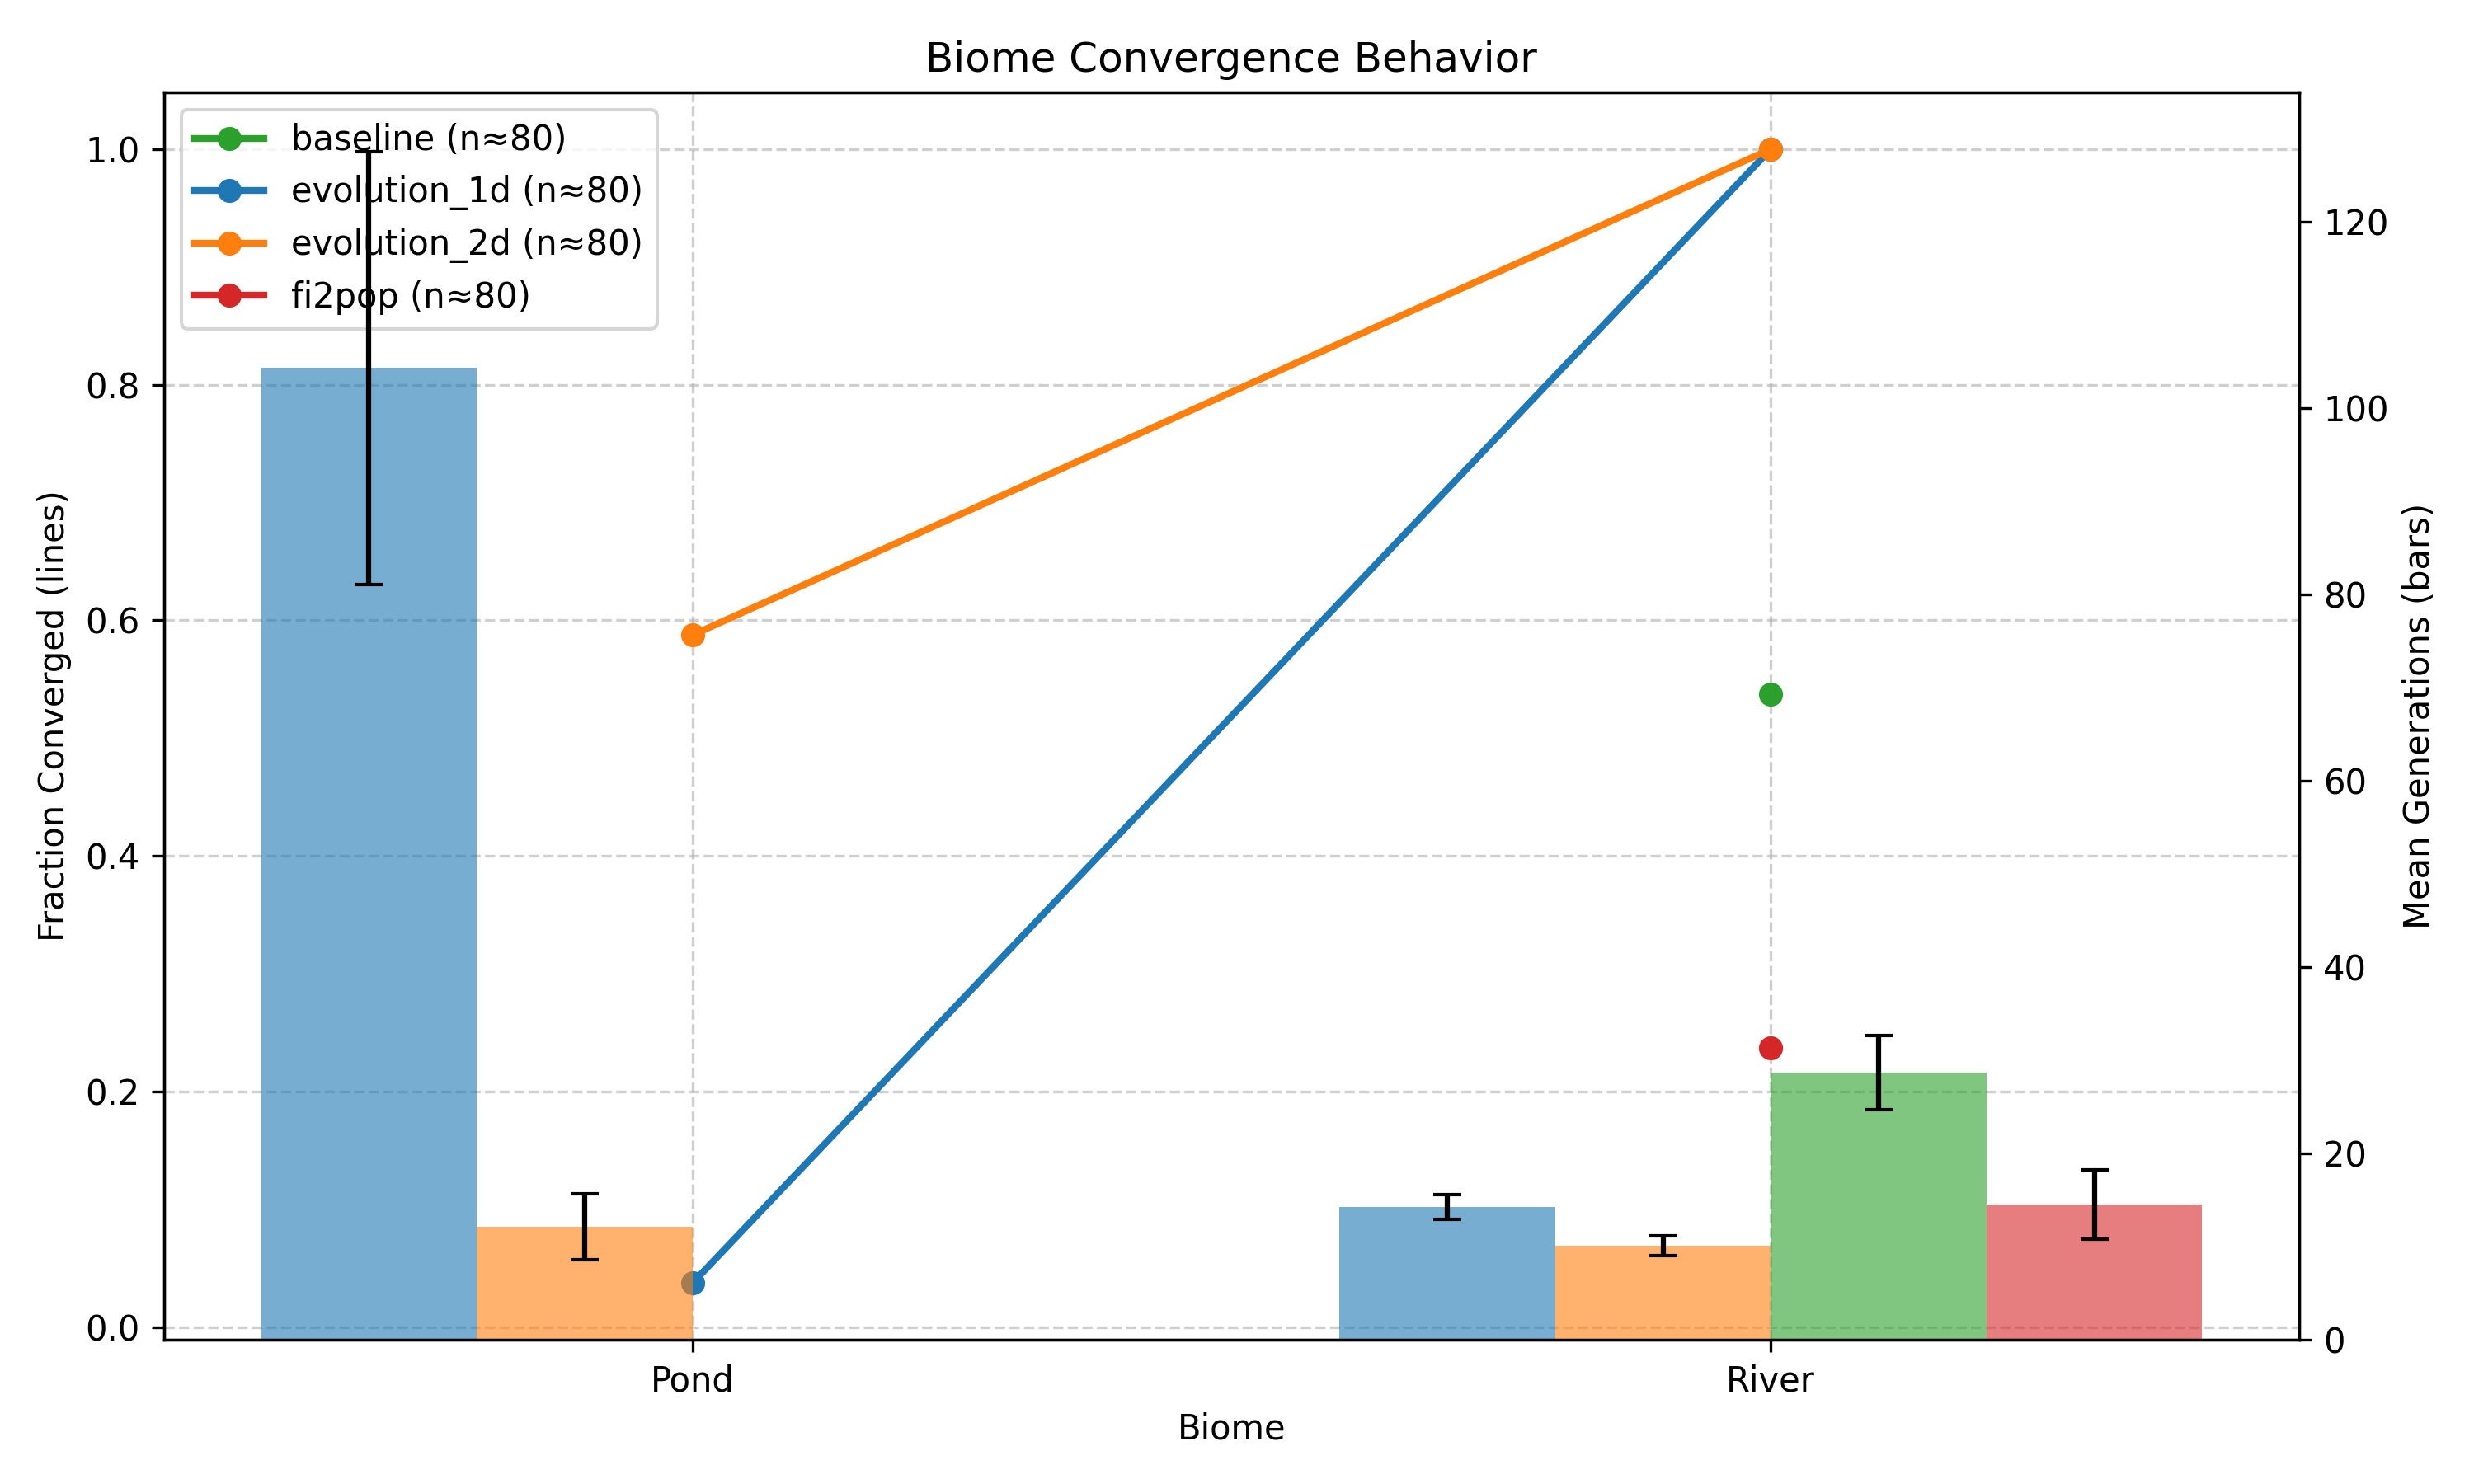 Biome Convergence Behavior
baseline (n≈80)
evolution_1d (n≈80)
evolution_2d (n≈80)
fi2pop (n≈80)
Fraction Converged (lines)
1.0
0.8
0.6
0.4
0.2
0.0
Mean Generations (bars)
120
100
80
60
40
20
0
Pond
River
Biome